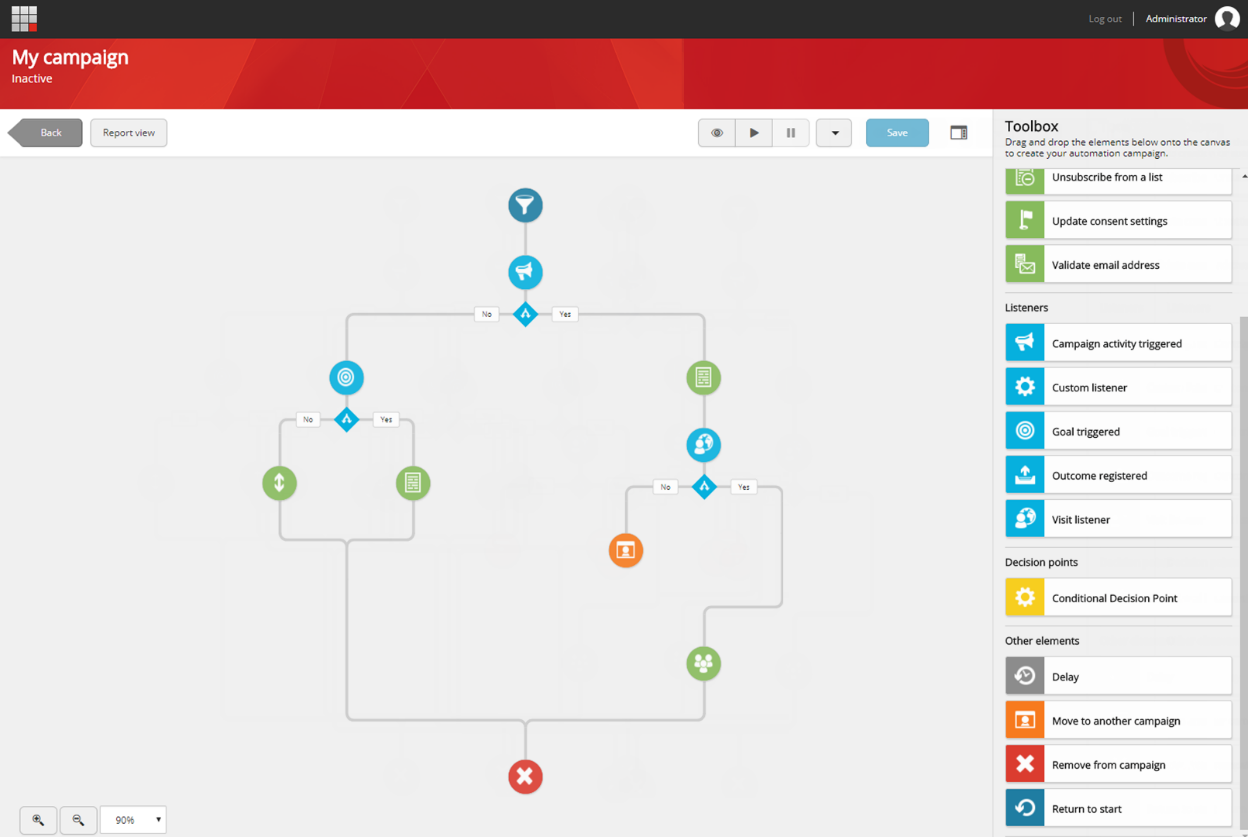 Log out
Administrator
My campaign
Inactive
Back
Report view
Save
Toolbox
Drag and drop the elements below onto the canvas
to create your automation campaign.
Unsubscribe from a list
Update consent settings
Validate email address
Listeners
Campaign activity triggered
Custom listener
Goal triggered
Outcome registered
Visit listener
Decision points
Conditional Decision Point
Other elements
Delay
Move to another campaign
Remove from campaign
Return to start
No
Yes
No
Yes
No
Yes
90%